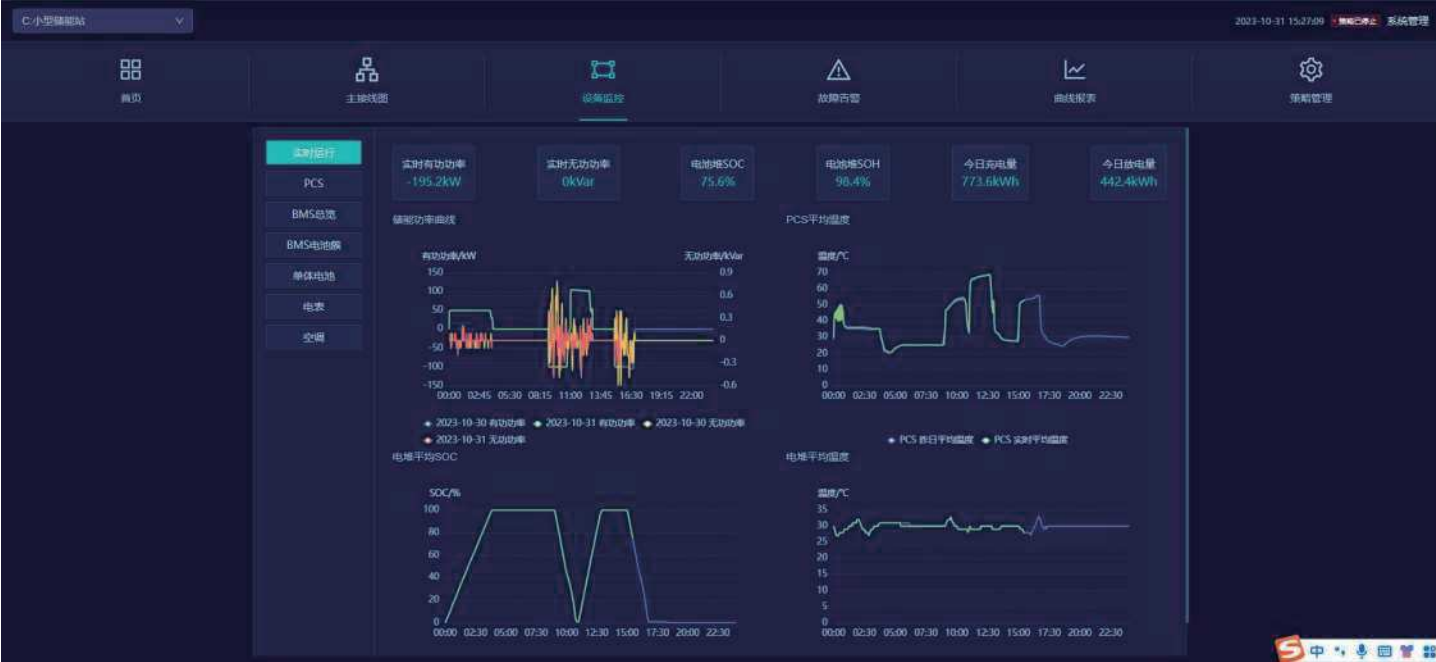 C:小型储能站
2023-10-31 15:27:09 策略已停止 系统管理
首页 主接线图 设备监控 故障告警 曲线报表 策略管理
实时运行
PCS
BMS总览
BMS电池簇
单体电池
电表
空调
实时有功功率 实时无功功率 电池堆SOC 电池堆SOH 今日充电量 今日放电量
-195.2kW 0kVar 75.6% 98.4% 773.6kWh 442.4kWh
储能功率曲线
有功功率/kW 无功功率/kVar
150
100
50
0
-50
-100
-150
0.9
0.6
0.3
0
-0.3
-0.6
00:00 02:45 05:30 08:15 11:00 13:45 16:30 19:15 22:00
2023-10-30 有功功率 2023-10-31 有功功率 2023-10-30 无功功率
2023-10-31 无功功率
PCS平均温度
温度/℃
70
60
50
40
30
20
10
0
00:00 02:30 05:00 07:30 10:00 12:30 15:00 17:30 20:00 22:30
PCS 昨日平均温度 PCS 实时平均温度
电堆平均SOC
SOC/%
100
80
60
40
20
0
00:00 02:30 05:00 07:30 10:00 12:30 15:00 17:30 20:00 22:30
电堆平均温度
温度/℃
35
30
25
20
15
10
5
0
00:00 02:30 05:00 07:30 10:00 12:30 15:00 17:30 20:00 22:30
中